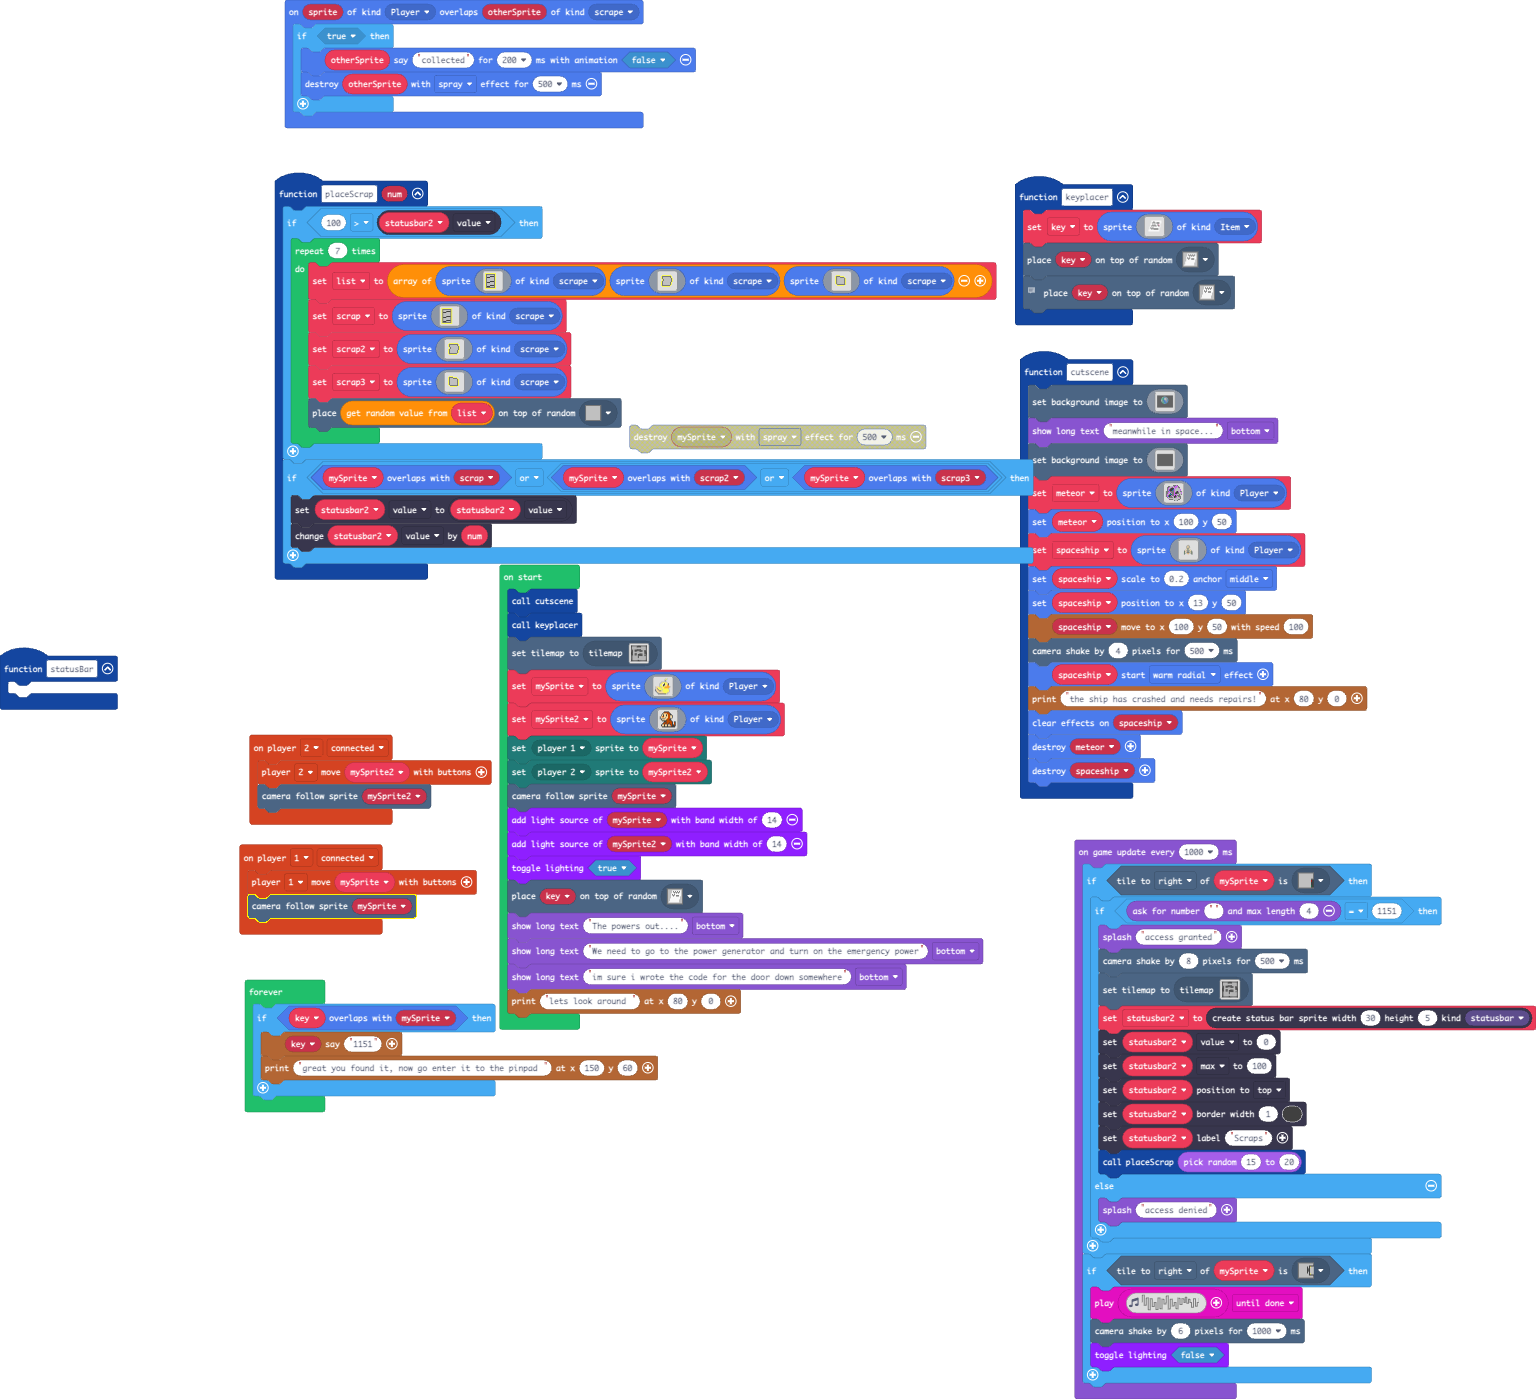 on sprite of kind Player overlaps otherSprite of kind scrape
if true then
otherSprite say "collected" for 200 ms with animation false
destroy otherSprite with spray effect for 500 ms
function placeScrap num
if 100 > statusbar2 value then
repeat 7 times
do
set list to array of sprite of kind scrape sprite of kind scrape sprite of kind scrape
set scrap to sprite of kind scrape
set scrap2 to sprite of kind scrape
set scrap3 to sprite of kind scrape
place get random value from list on top of random
destroy mySprite with spray effect for 500 ms
if mySprite overlaps with scrap or mySprite overlaps with scrap2 or mySprite overlaps with scrap3 then
set statusbar2 value to statusbar2 value
change statusbar2 value by num
function keyplacer
set key to sprite of kind Item
place key on top of random
place key on top of random
function cutscene
set background image to
show long text "meanwhile in space..." bottom
set background image to
set meteor to sprite of kind Player
set meteor position to x 100 y 50
set spaceship to sprite of kind Player
set spaceship scale to 0.2 anchor middle
set spaceship position to x 13 y 50
spaceship move to x 100 y 50 with speed 100
camera shake by 4 pixels for 500 ms
spaceship start warm radial effect
print "the ship has crashed and needs repairs!" at x 80 y 0
clear effects on spaceship
destroy meteor
destroy spaceship
on start
call cutscene
call keyplacer
set tilemap to tilemap
set mySprite to sprite of kind Player
set mySprite2 to sprite of kind Player
set player 1 sprite to mySprite
set player 2 sprite to mySprite2
camera follow sprite mySprite
add light source of mySprite with band width of 14
add light source of mySprite2 with band width of 14
toggle lighting true
place key on top of random
show long text "The powers out...." bottom
show long text "We need to go to the power generator and turn on the emergency power" bottom
show long text "im sure i wrote the code for the door down somewhere" bottom
print "lets look around " at x 80 y 0
function statusBar
on player 2 connected
player 2 move mySprite2 with buttons
camera follow sprite mySprite2
on player 1 connected
player 1 move mySprite with buttons
camera follow sprite mySprite
forever
if key overlaps with mySprite then
key say "1151"
print "great you found it, now go enter it to the pinpad " at x 150 y 60
on game update every 1000 ms
if tile to right of mySprite is then
if ask for number "" and max length 4 = 1151 then
splash "access granted"
camera shake by 8 pixels for 500 ms
set tilemap to tilemap
set statusbar2 to create status bar sprite width 30 height 5 kind statusbar
set statusbar2 value to 0
set statusbar2 max to 100
set statusbar2 position to top
set statusbar2 border width 1
set statusbar2 label "Scraps"
call placeScrap pick random 15 to 20
else
splash "access denied"
if tile to right of mySprite is then
play until done
camera shake by 6 pixels for 1000 ms
toggle lighting false